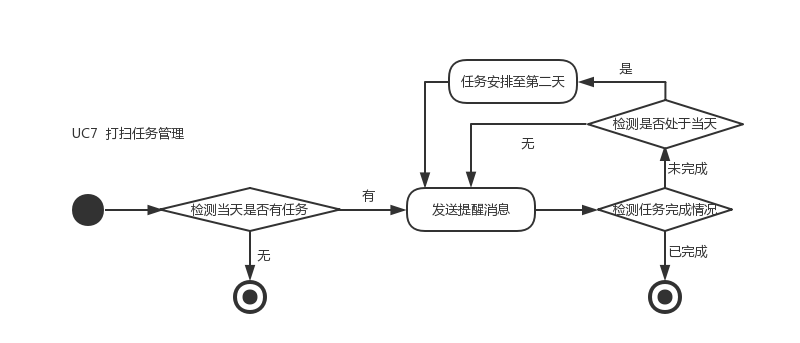 是
任务安排至第二天
检测是否处于当天
UC7 打扫任务管理
无
未完成
有
检测当天是否有任务
发送提醒消息
检测任务完成情况
无
已完成